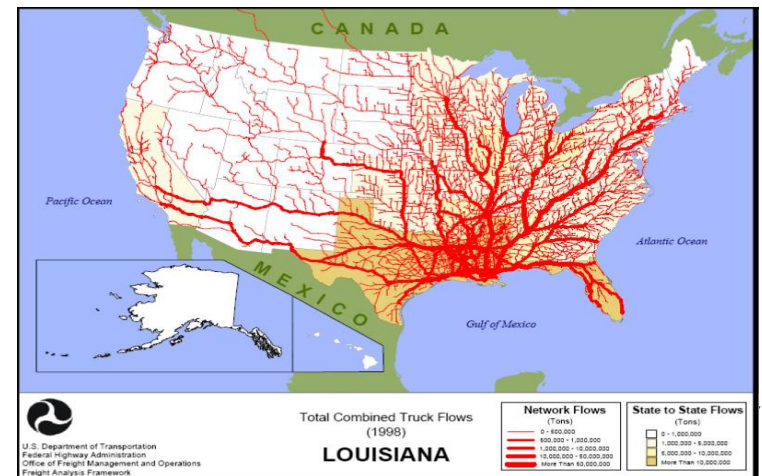 CANADA
Pacific Ocean
Atlantic Ocean
MEXICO
Gulf of Mexico
U.S. Department of Transportation
Federal Highway Administration
Office of Freight Management and Operations
Freight Analysis Framework
Total Combined Truck Flows
(1998)
LOUISIANA
Network Flows
(Tons)
0 - 500,000
500,000 - 1,000,000
1,000,000 - 10,000,000
10,000,000 - 50,000,000
More Than 50,000,000
State to State Flows
(Tons)
0 - 1,000,000
1,000,000 - 5,000,000
5,000,000 - 10,000,000
More Than 10,000,000